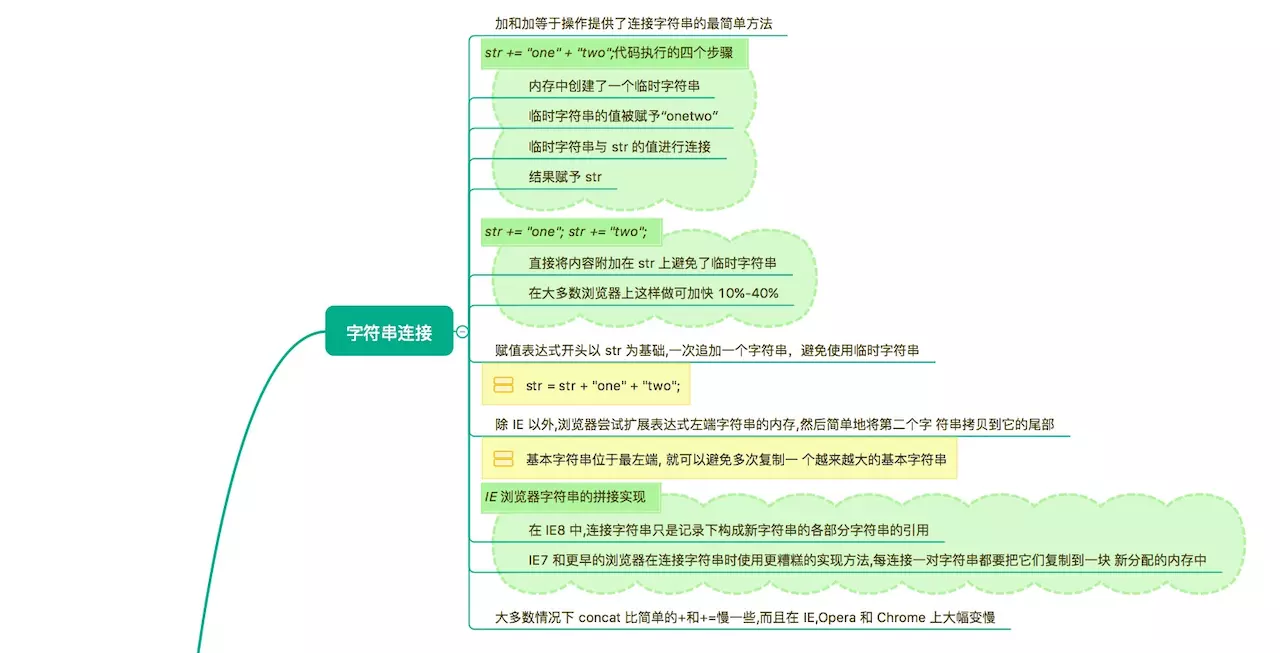 加和加等于操作提供了连接字符串的最简单方法
str += "one" + "two";代码执行的四个步骤
内存中创建了一个临时字符串
临时字符串的值被赋予“onetwo”
临时字符串与 str 的值进行连接
结果赋予 str
str += "one"; str += "two";
直接将内容附加在 str 上避免了临时字符串
在大多数浏览器上这样做可加快 10%-40%
字符串连接
赋值表达式开头以 str 为基础,一次追加一个字符串，避免使用临时字符串
str = str + "one" + "two";
除 IE 以外,浏览器尝试扩展表达式左端字符串的内存,然后简单地将第二个字 符串拷贝到它的尾部
基本字符串位于最左端, 就可以避免多次复制一 个越来越大的基本字符串
IE 浏览器字符串的拼接实现
在 IE8 中,连接字符串只是记录下构成新字符串的各部分字符串的引用
IE7 和更早的浏览器在连接字符串时使用更糟糕的实现方法,每连接一对字符串都要把它们复制到一块 新分配的内存中
大多数情况下 concat 比简单的+和+=慢一些,而且在 IE,Opera 和 Chrome 上大幅变慢